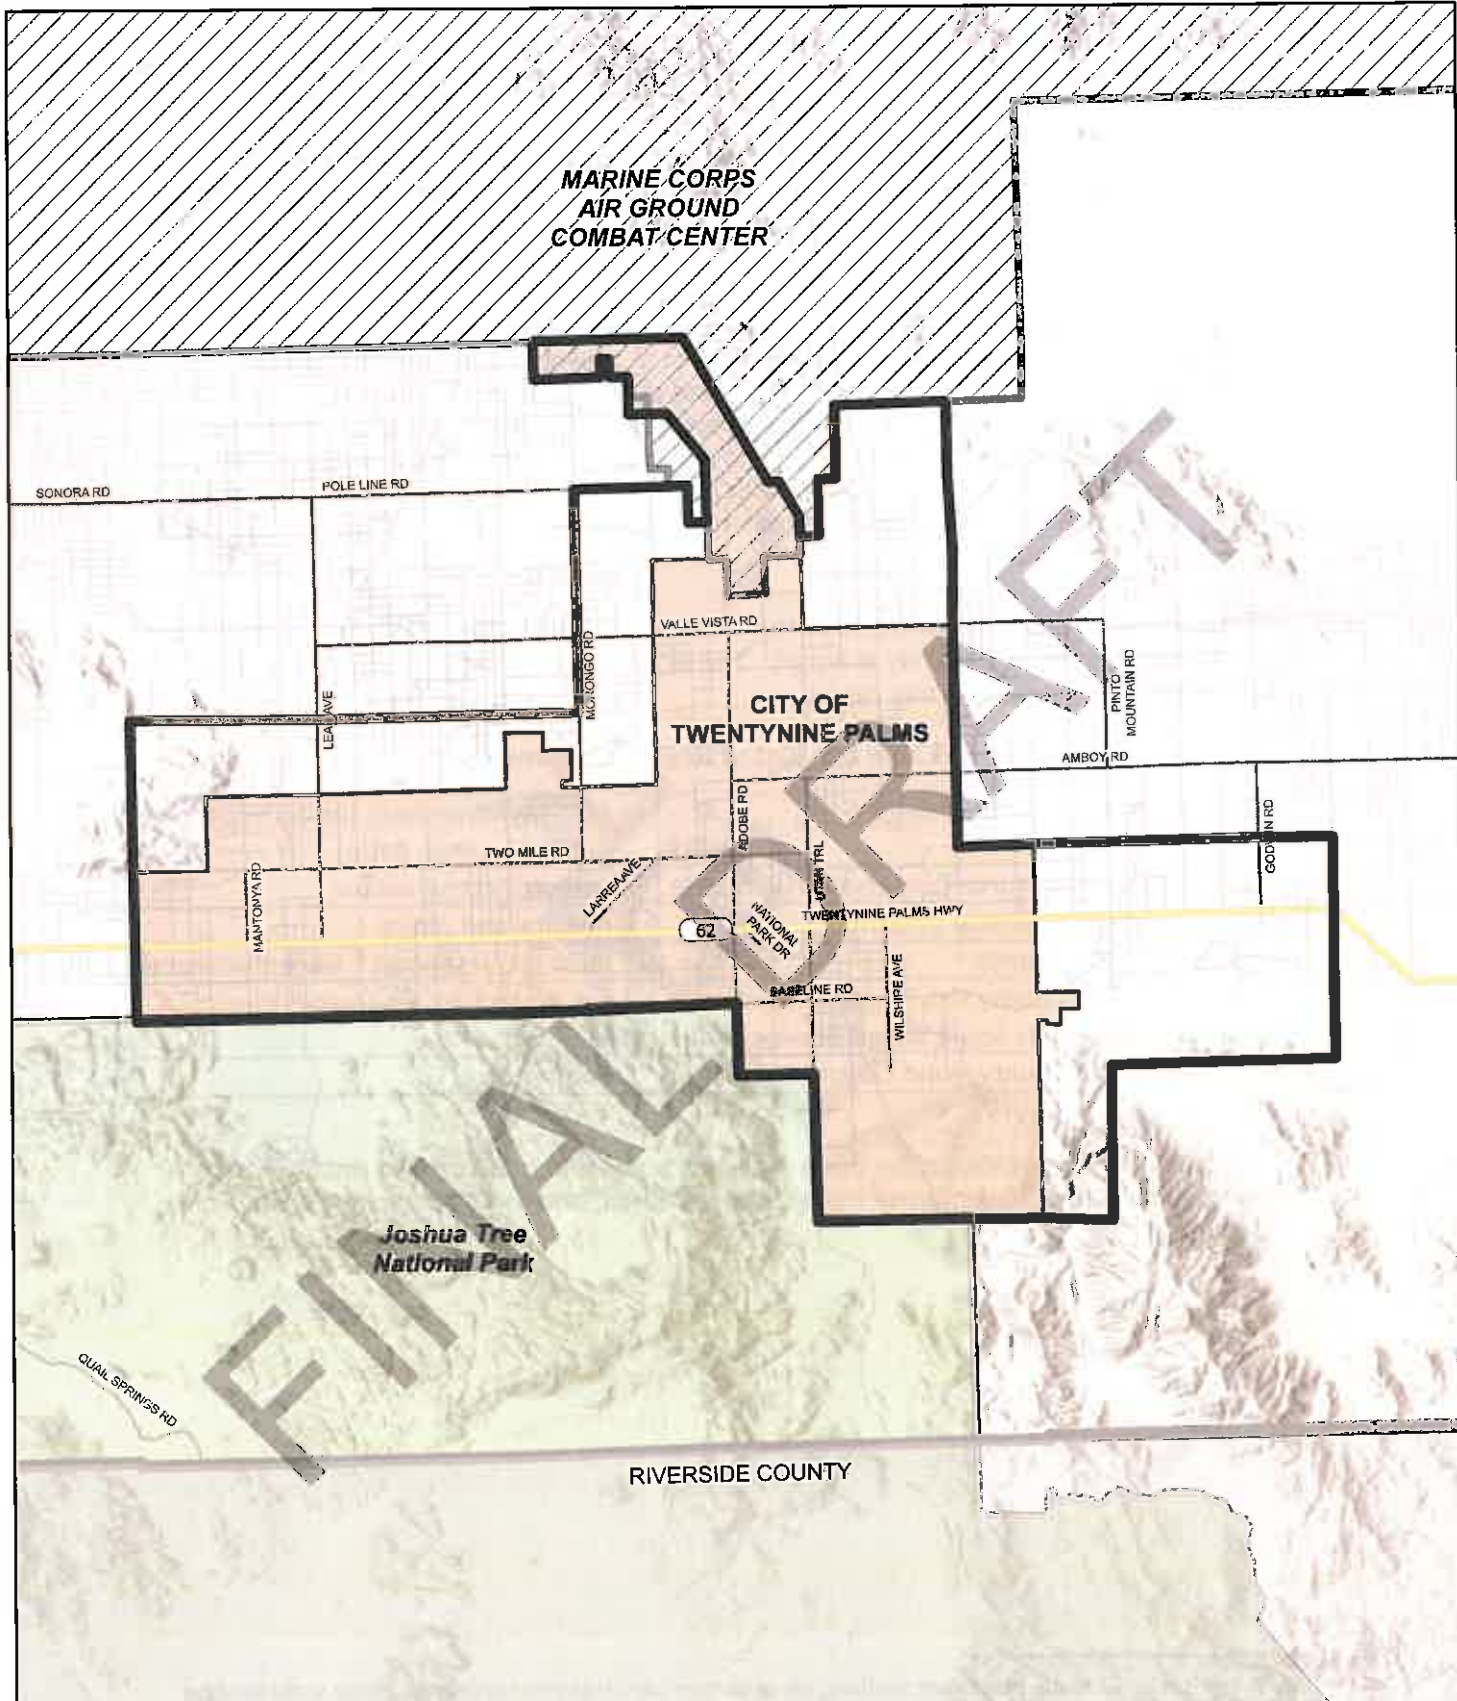 MARINE CORPS
AIR GROUND
COMBAT CENTER
SONORA RD
POLE LINE RD
VALLE VISTA RD
MORONGO RD
PINTO
MOUNTAIN RD
CITY OF
TWENTYNINE PALMS
AMBOY RD
ADOBE RD
GODWIN RD
TWO MILE RD
MANTONYA RD
LARREA AVE
UTAH TRL
TWENTYNINE PALMS HWY
62
NATIONAL
PARK DR
BASELINE RD
WILSHIRE AVE
Joshua Tree
National Park
QUAIL SPRINGS RD
RIVERSIDE COUNTY
FINAL DRAFT